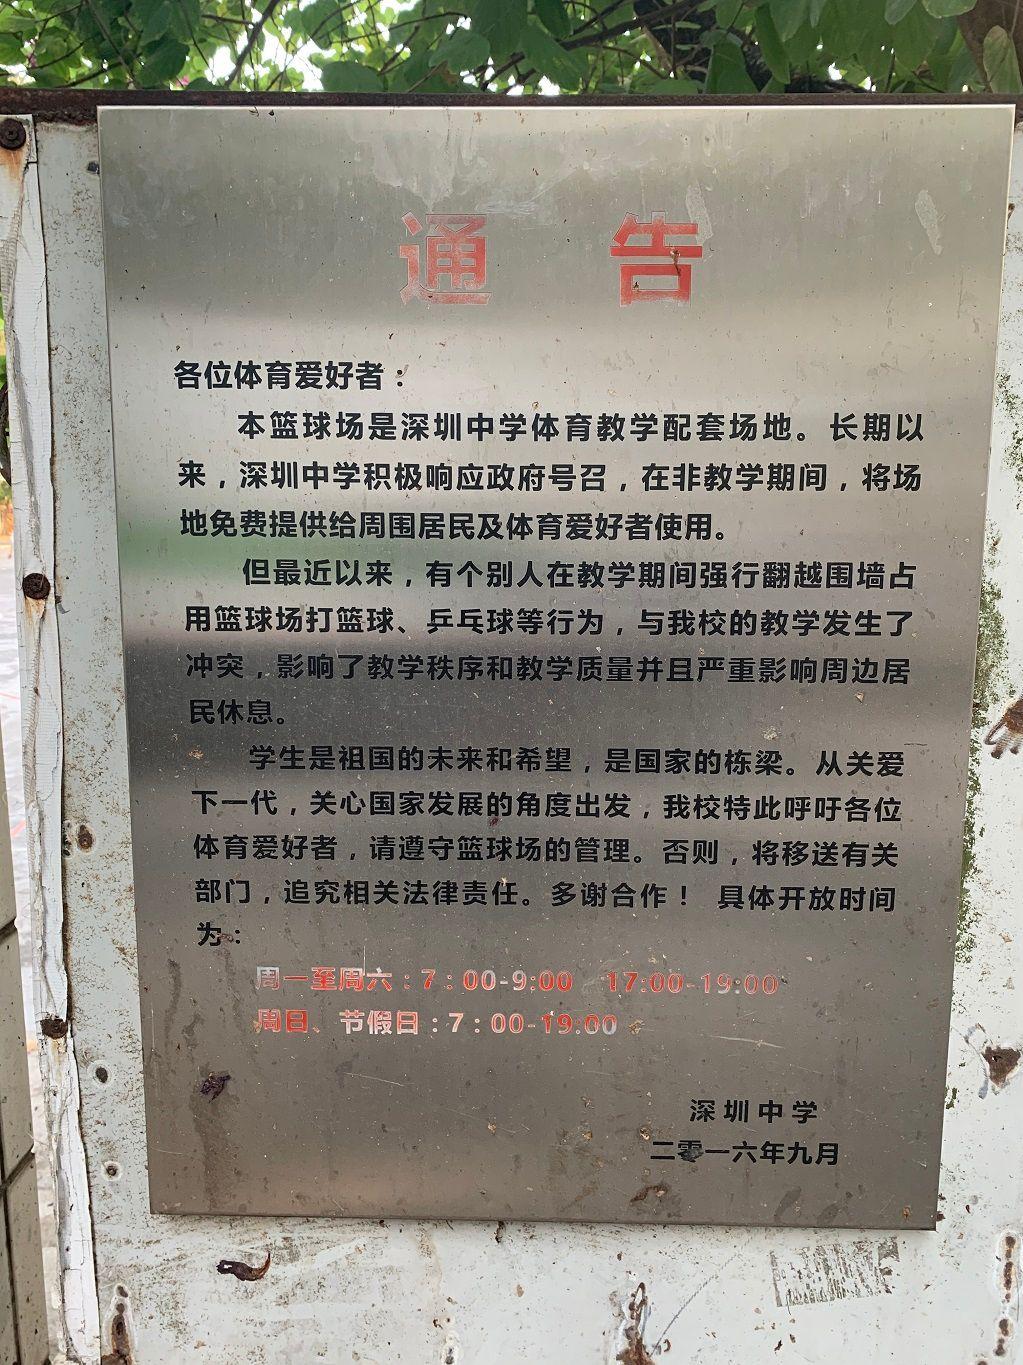 通 告
各位体育爱好者：
本篮球场是深圳中学体育教学配套场地。长期以
来，深圳中学积极响应政府号召，在非教学期间，将场
地免费提供给周围居民及体育爱好者使用。
但最近以来，有个别人在教学期间强行翻越围墙占
用篮球场打篮球、乒乓球等行为，与我校的教学发生了
冲突，影响了教学秩序和教学质量并且严重影响周边居
民休息。
学生是祖国的未来和希望，是国家的栋梁。从关爱
下一代，关心国家发展的角度出发，我校特此呼吁各位
体育爱好者，请遵守篮球场的管理。否则，将移送有关
部门，追究相关法律责任。多谢合作！ 具体开放时间
为：
周一至周六：7：00-9:00 17:00-19:00
周日、节假日：7：00-19:00
深圳中学
二零一六年九月